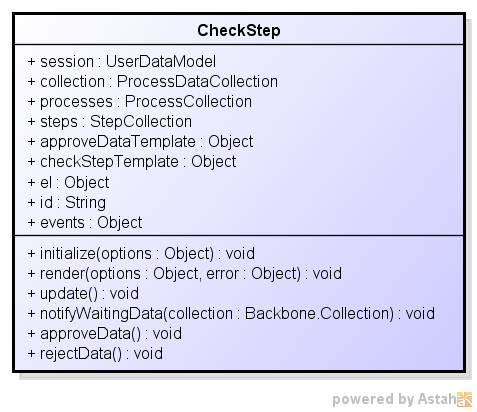 CheckStep
+ session : UserDataModel
+ collection : ProcessDataCollection
+ processes : ProcessCollection
+ steps : StepCollection
+ approveDataTemplate : Object
+ checkStepTemplate : Object
+ el : Object
+ id : String
+ events : Object
+ initialize(options : Object) : void
+ render(options : Object, error : Object) : void
+ update() : void
+ notifyWaitingData(collection : Backbone.Collection) : void
+ approveData() : void
+ rejectData() : void
powered by Astah